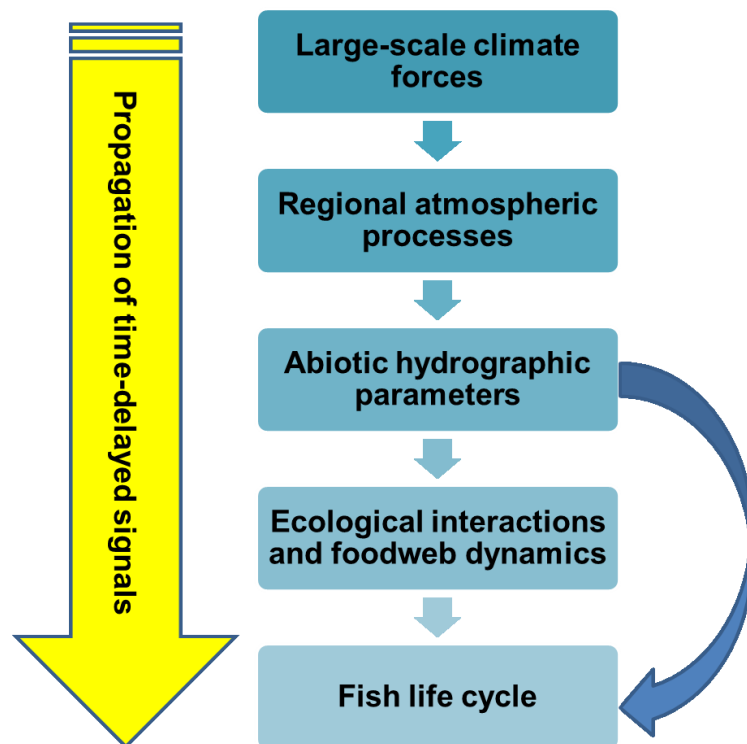 Propagation of time-delayed signals
Large-scale climate
forces
Regional atmospheric
processes
Abiotic hydrographic
parameters
Ecological interactions
and foodweb dynamics
Fish life cycle